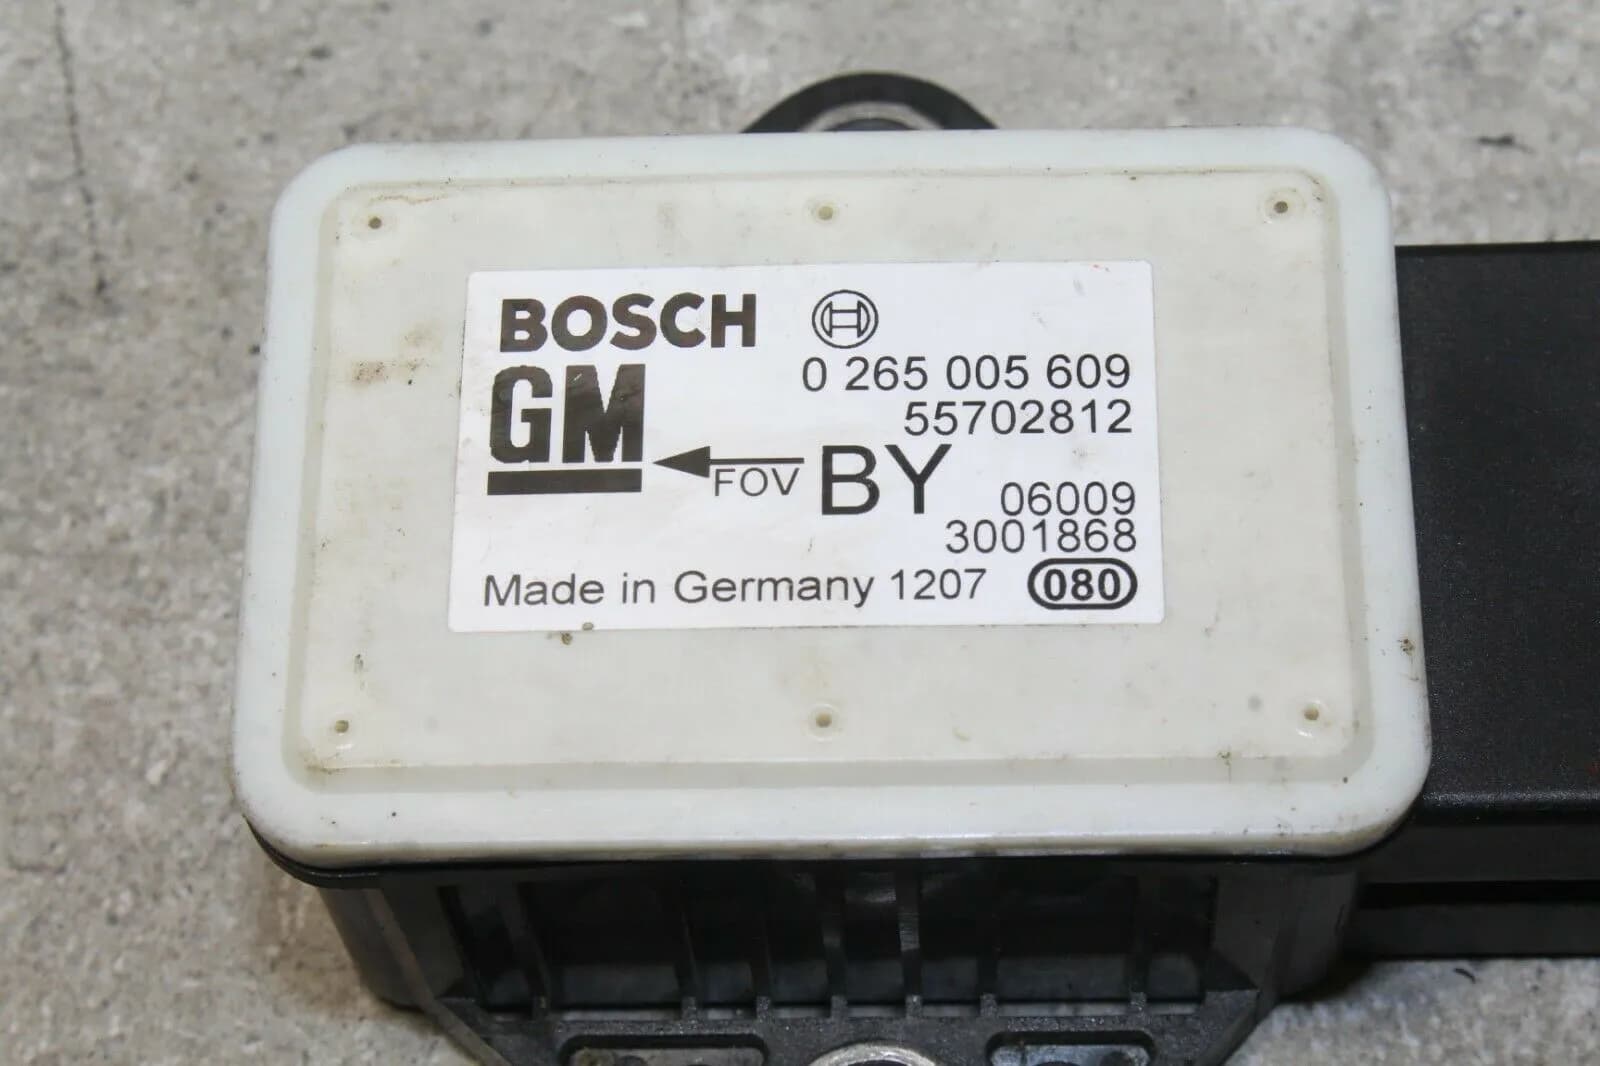 BOSCH
0 265 005 609
GM
55702812
FOV BY
06009
3001868
Made in Germany 1207 080